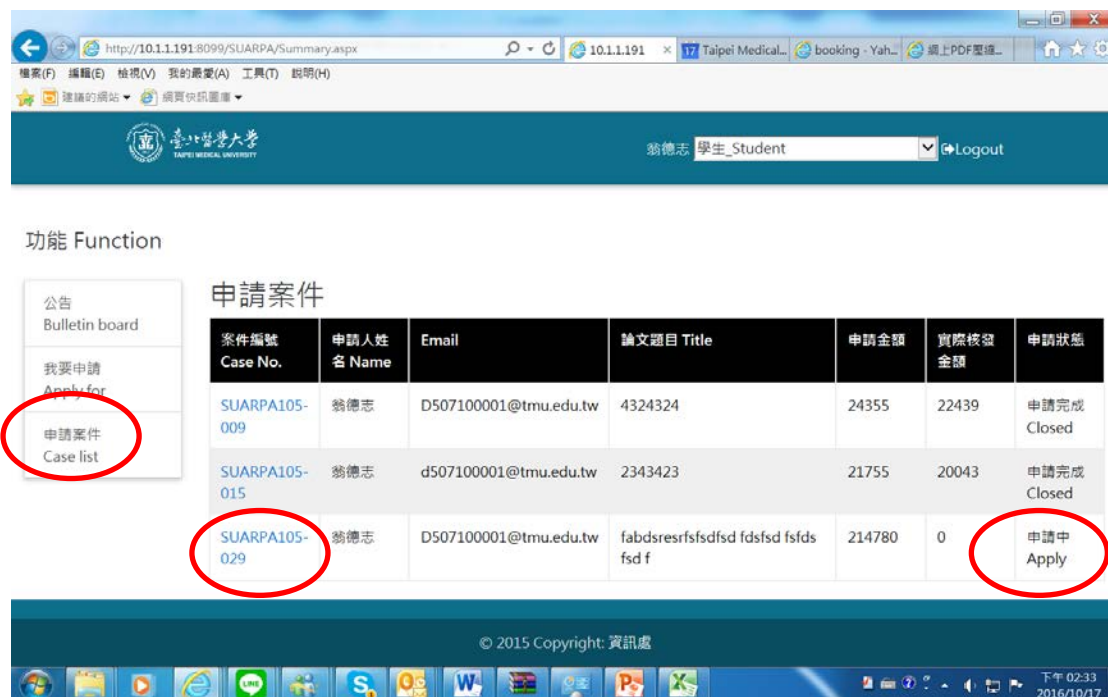 http://10.1.1.191:8099/SUARPA/Summary.aspx
10.1.1.191
17 Taipei Medical...
booking - Yah...
網上PDF壓縮...
檔案(F) 編輯(E) 檢視(V) 我的最愛(A) 工具(T) 說明(H)
建議的網站 網頁快訊圖庫
臺北醫學大學
TAIPEI MEDICAL UNIVERSITY
翁德志 學生_Student Logout
功能 Function
公告
Bulletin board
我要申請
Apply for
申請案件
Case list
申請案件
案件編號 Case No. 申請人姓名 Name Email 論文題目 Title 申請金額 實際核發金額 申請狀態
SUARPA105-009 翁德志 D507100001@tmu.edu.tw 4324324 24355 22439 申請完成 Closed
SUARPA105-015 翁德志 d507100001@tmu.edu.tw 2343423 21755 20043 申請完成 Closed
SUARPA105-029 翁德志 D507100001@tmu.edu.tw fabdsresrfsfsdfsd fdsfsd fsfds fsd f 214780 0 申請中 Apply
© 2015 Copyright: 資訊處
下午 02:33
2016/10/17